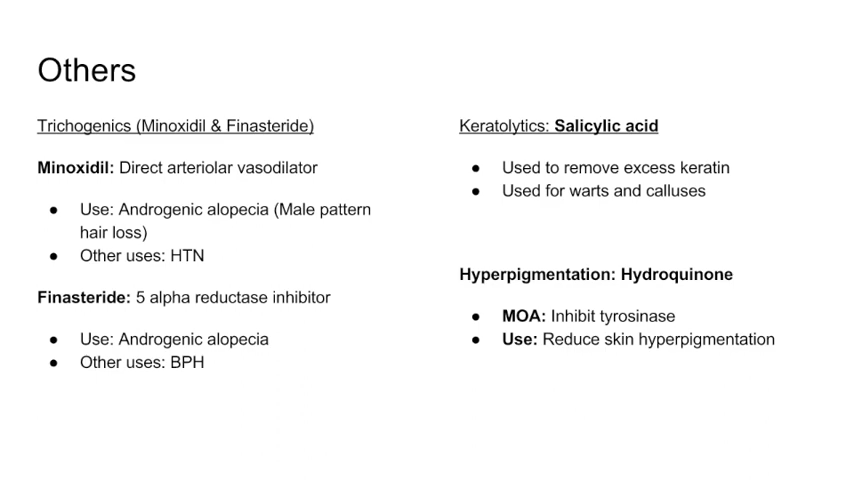 Others
Trichogenics (Minoxidil & Finasteride)
Minoxidil: Direct arteriolar vasodilator
● Use: Androgenic alopecia (Male pattern
hair loss)
● Other uses: HTN
Finasteride: 5 alpha reductase inhibitor
● Use: Androgenic alopecia
● Other uses: BPH
Keratolytics: Salicylic acid
● Used to remove excess keratin
● Used for warts and calluses
Hyperpigmentation: Hydroquinone
● MOA: Inhibit tyrosinase
● Use: Reduce skin hyperpigmentation